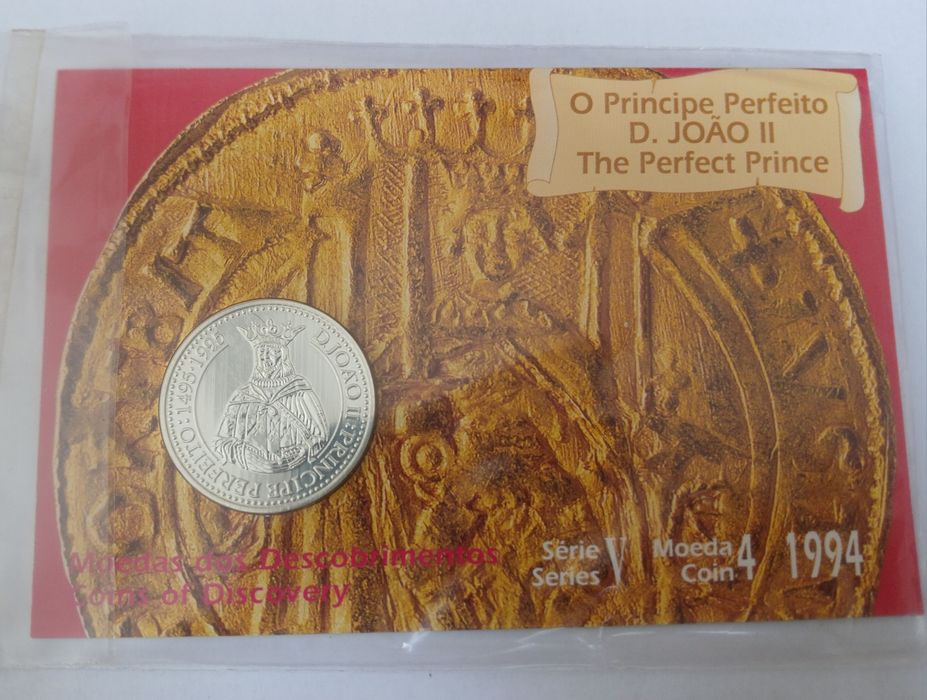 O Principe Perfeito
D. JOÃO II
The Perfect Prince
D.JOÃO II:PRINCIPE PERFEITO:1495·1995
Moedas dos Descobrimentos
Coins of Discovery
Série V Moeda 4 1994
Series Coin